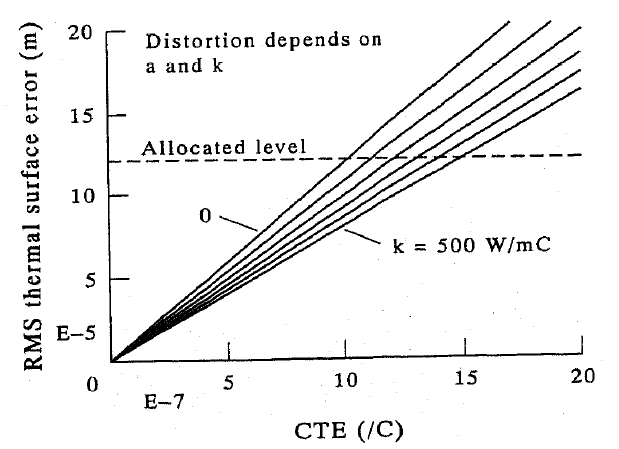 RMS thermal surface error (m)
20
Distortion depends on
a and k
15
Allocated level
10
0
k = 500 W/mC
5
E–5
0
5
10
15
20
E–7
CTE (/C)